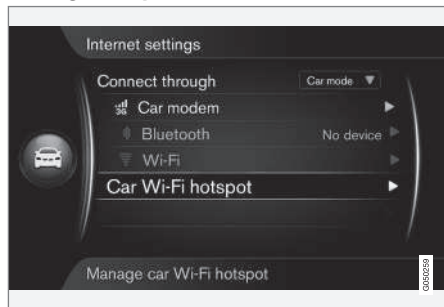 Internet settings
Connect through Car mode ▼
3G Car modem
Bluetooth No device
Wi-Fi
Car Wi-Fi hotspot
Manage car Wi-Fi hotspot
G050259